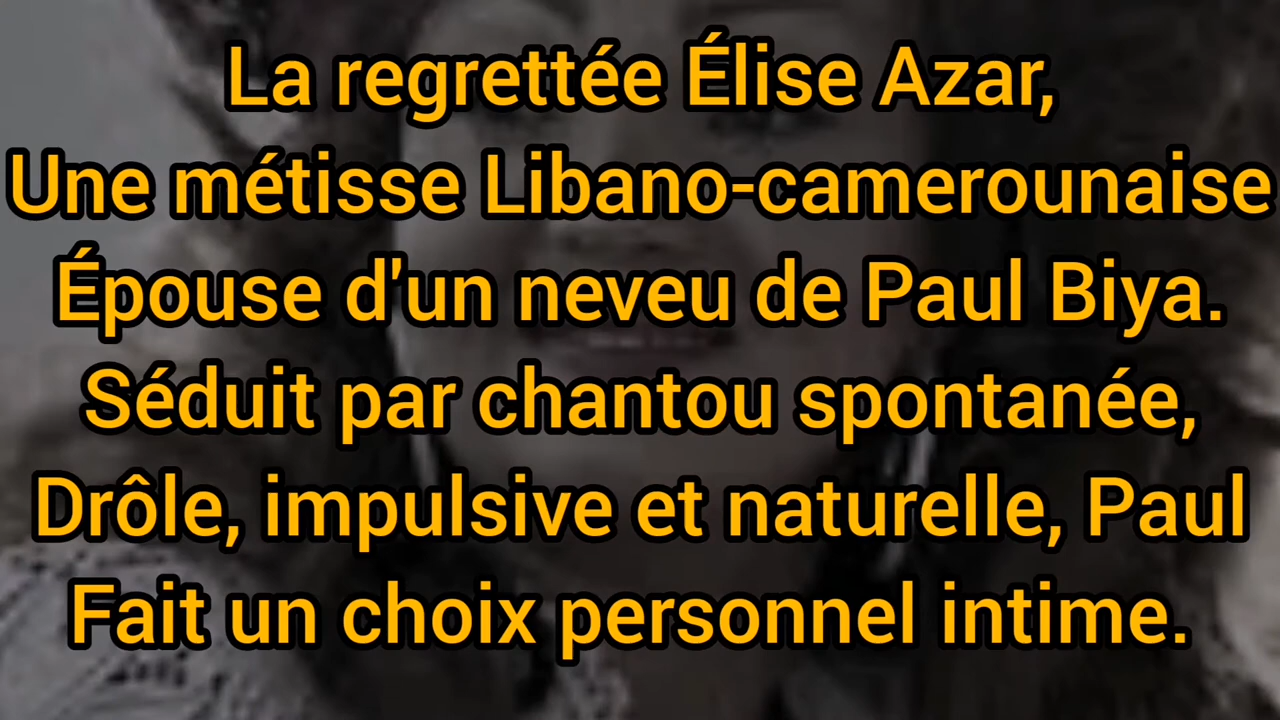 La regrettée Élise Azar,
Une métisse Libano-camerounaise
Épouse d'un neveu de Paul Biya.
Séduit par chantou spontanée,
Drôle, impulsive et naturelle, Paul
Fait un choix personnel intime.